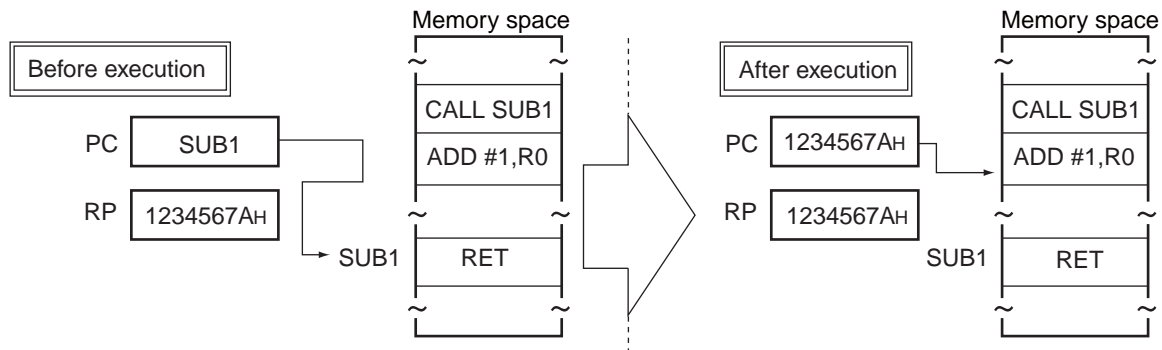 Before execution
Memory space
CALL SUB1
PC
SUB1
ADD #1,R0
RP
1234567AH
SUB1
RET
After execution
Memory space
CALL SUB1
PC
1234567AH
ADD #1,R0
RP
1234567AH
SUB1
RET